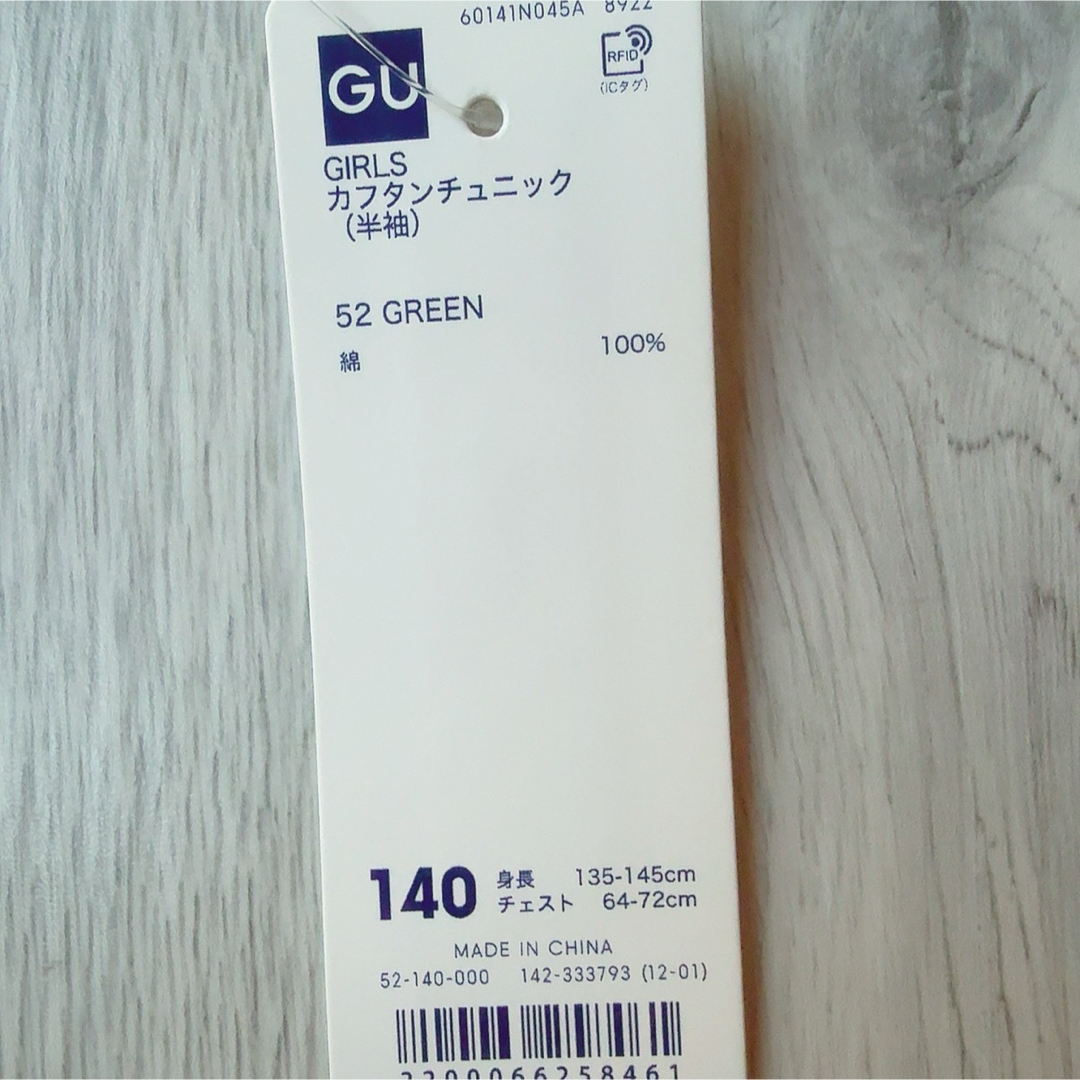 60141N045A 8922
GU
RFID
(ICタグ)
GIRLS
カフタンチュニック
(半袖)
52 GREEN
綿 100%
140 身長 135-145cm
チェスト 64-72cm
MADE IN CHINA
52-140-000 142-333793 (12-01)